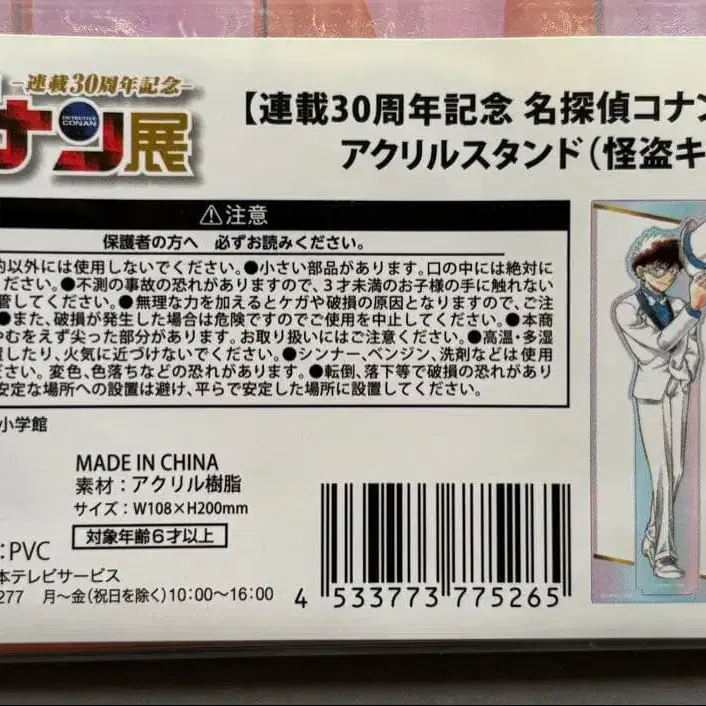 -連載30周年記念-
ナン展
DETECTIVE CONAN
【連載30周年記念 名探偵コナン
アクリルスタンド(怪盗キ
⚠注意
保護者の方へ 必ずお読みください。
的以外には使用しないでください。●小さい部品があります。口の中には絶対に
ください。●不測の事故の恐れがありますので、3才未満のお子様の手に触れない
管してください。●無理な力を加えるとケガや破損の原因となりますので、ご注
●また、破損が発生した場合は危険ですのでご使用を中止してください。●本商
やむをえず尖った部分があります。お取り扱いにはご注意ください。●高温・多湿
置したり、火気に近づけないでください。●シンナー、ベンジン、洗剤などは使用
ださい。変色、色落ちなどの恐れがあります。●転倒、落下等で破損の恐れがあり
安定な場所への設置は避け、平らで安定した場所に設置してください。
小学館
MADE IN CHINA
素材:アクリル樹脂
サイズ:W108×H200mm
対象年齢6才以上
:PVC
本テレビサービス
277 月～金(祝日を除く)10:00～16:00
4 533773 775265